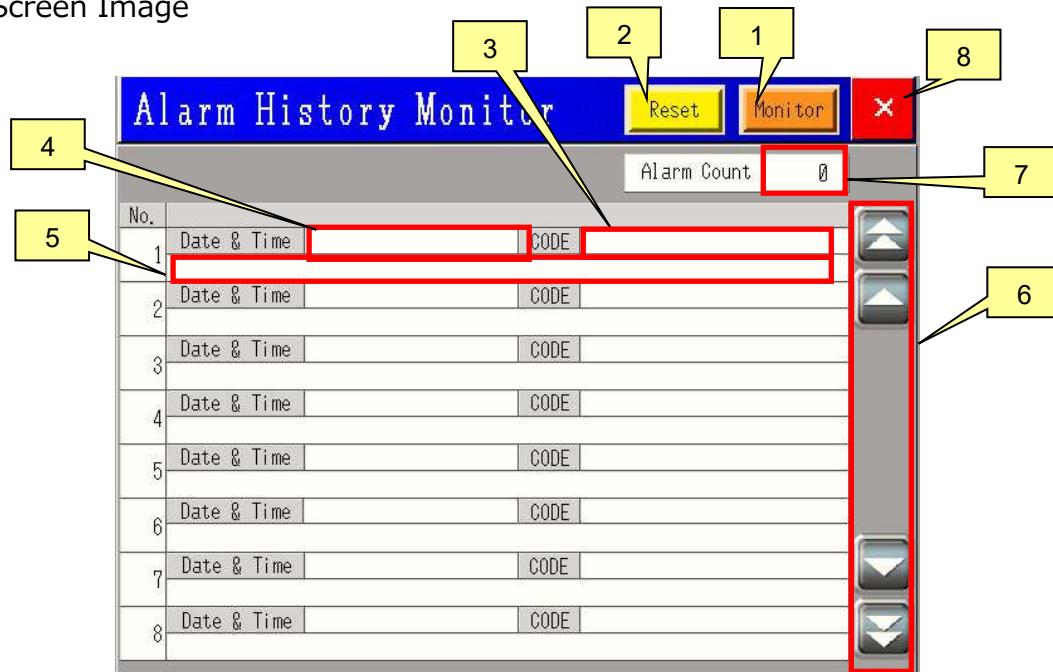 Screen Image
3
2
1
8
Alarm History Monitor
Reset
Monitor
×
4
Alarm Count 0
7
No.
5
1 Date & Time CODE
6
2 Date & Time CODE
3 Date & Time CODE
4 Date & Time CODE
5 Date & Time CODE
6 Date & Time CODE
7 Date & Time CODE
8 Date & Time CODE